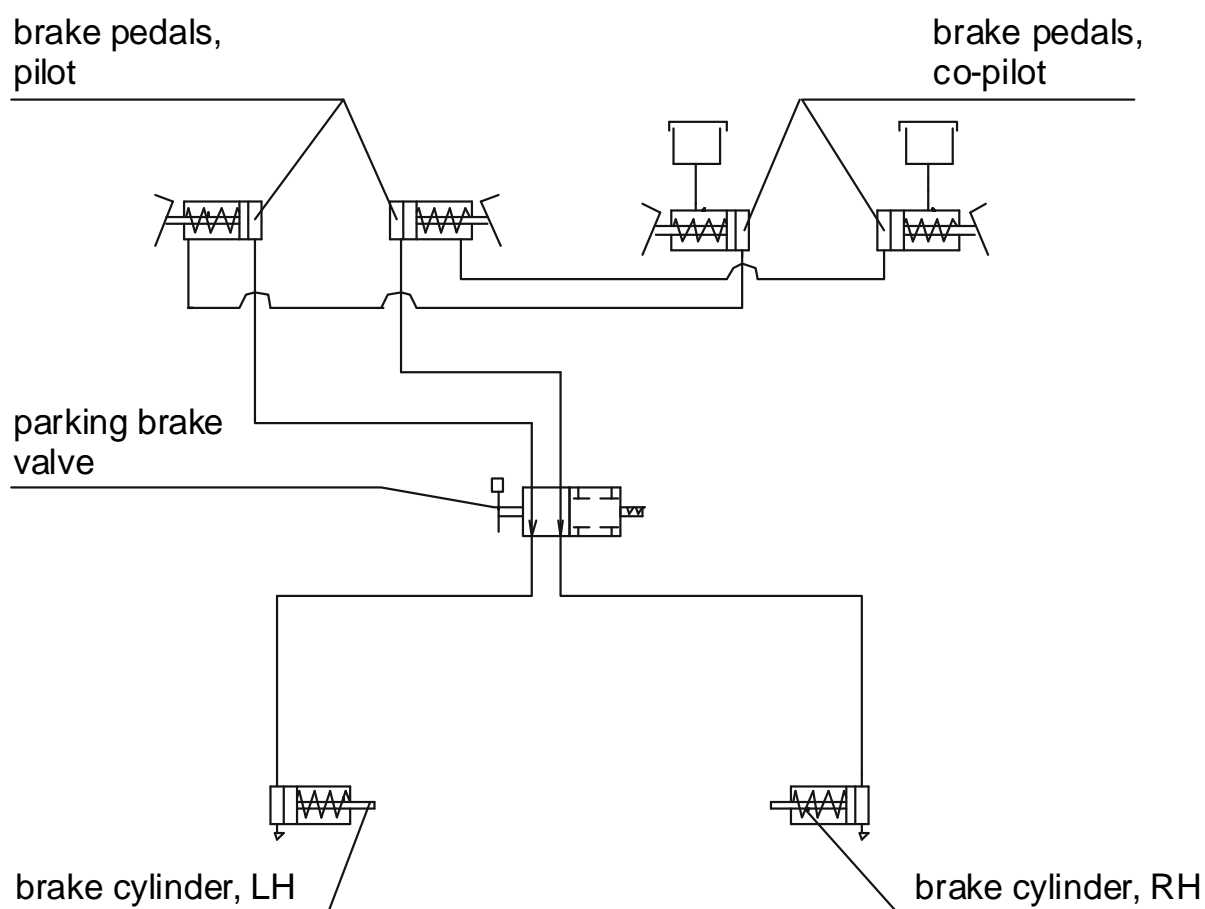 brake pedals,
pilot
brake pedals,
co-pilot
parking brake
valve
brake cylinder, LH
brake cylinder, RH